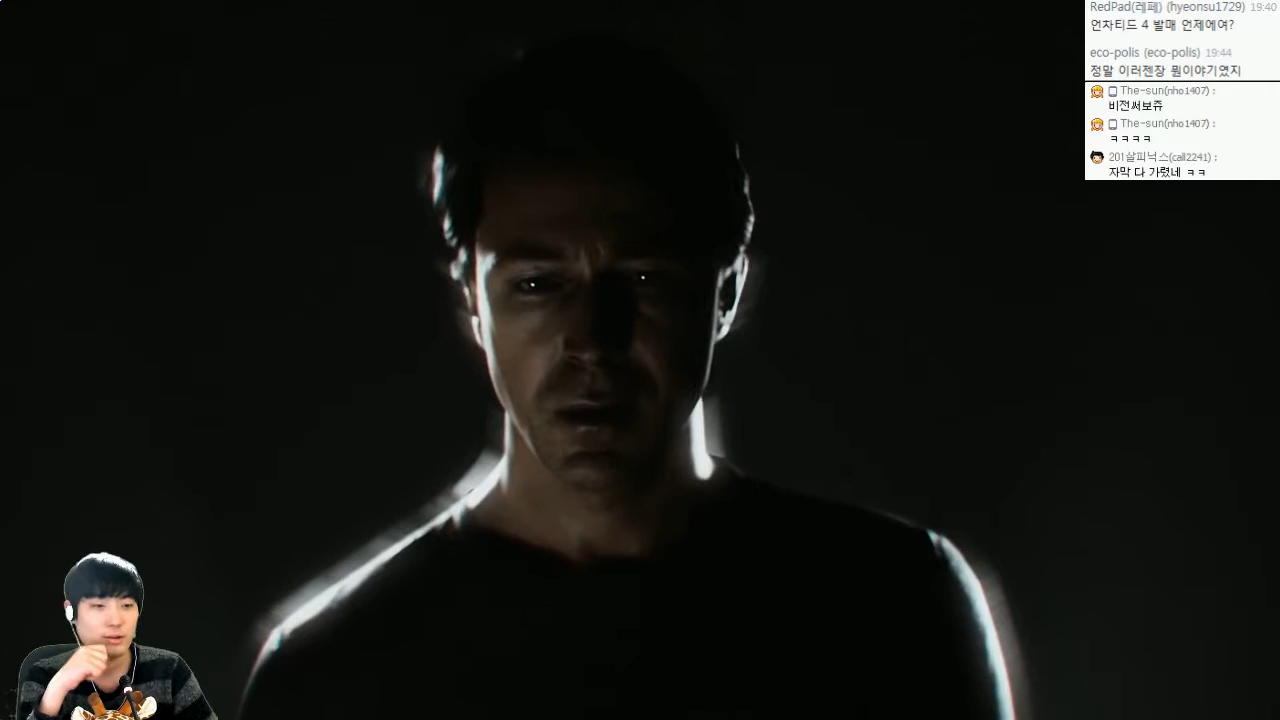 RedPad(레페) (hyeonsu1729) 19:40
언차티드 4 발매 언제에여?
eco-polis (eco-polis) 19:44
정말 이러젠장 뭔이야기였지
The-sun(nho1407) :
비전써보쥬
The-sun(nho1407) :
ㅋㅋㅋㅋ
201살피닉스(call2241) :
자막 다 가렸네 ㅋㅋ